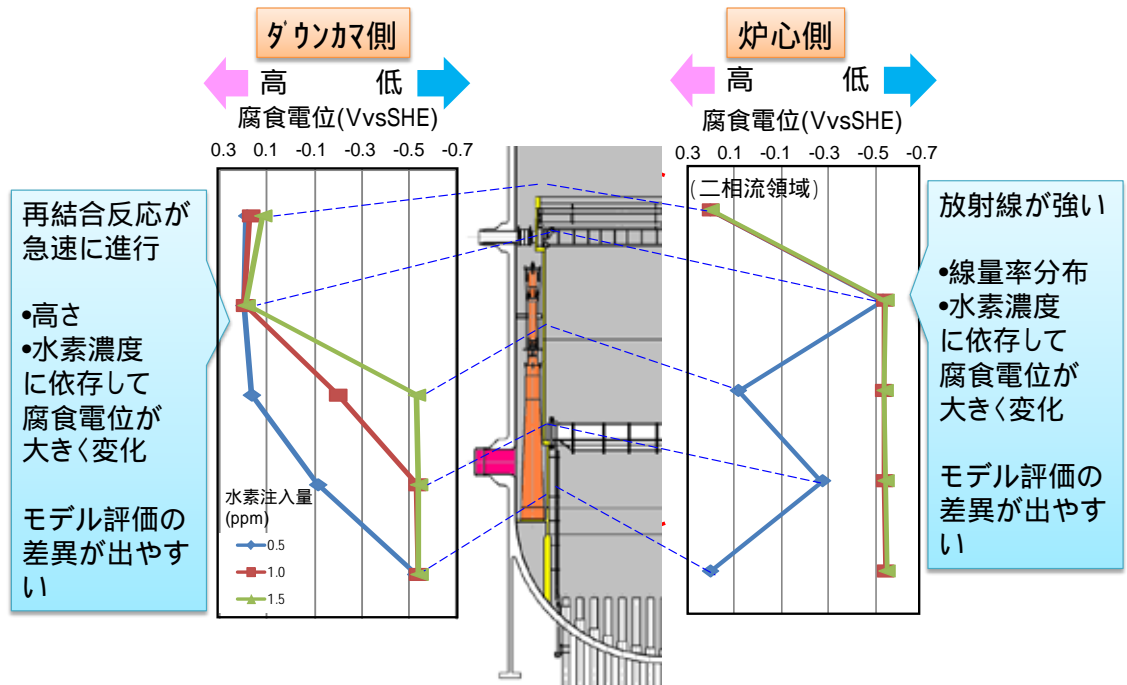 ﾀﾞｳﾝｶﾏ側
高 低
腐食電位(VvsSHE)
0.3 0.1 -0.1 -0.3 -0.5 -0.7
再結合反応が
急速に進行
•高さ
•水素濃度
に依存して
腐食電位が
大きく変化
モデル評価の
差異が出やす
い
水素注入量
(ppm)
0.5
1.0
1.5
炉心側
高 低
腐食電位(VvsSHE)
0.3 0.1 -0.1 -0.3 -0.5 -0.7
(二相流領域)
放射線が強い
•線量率分布
•水素濃度
に依存して
腐食電位が
大きく変化
モデル評価の
差異が出やす
い